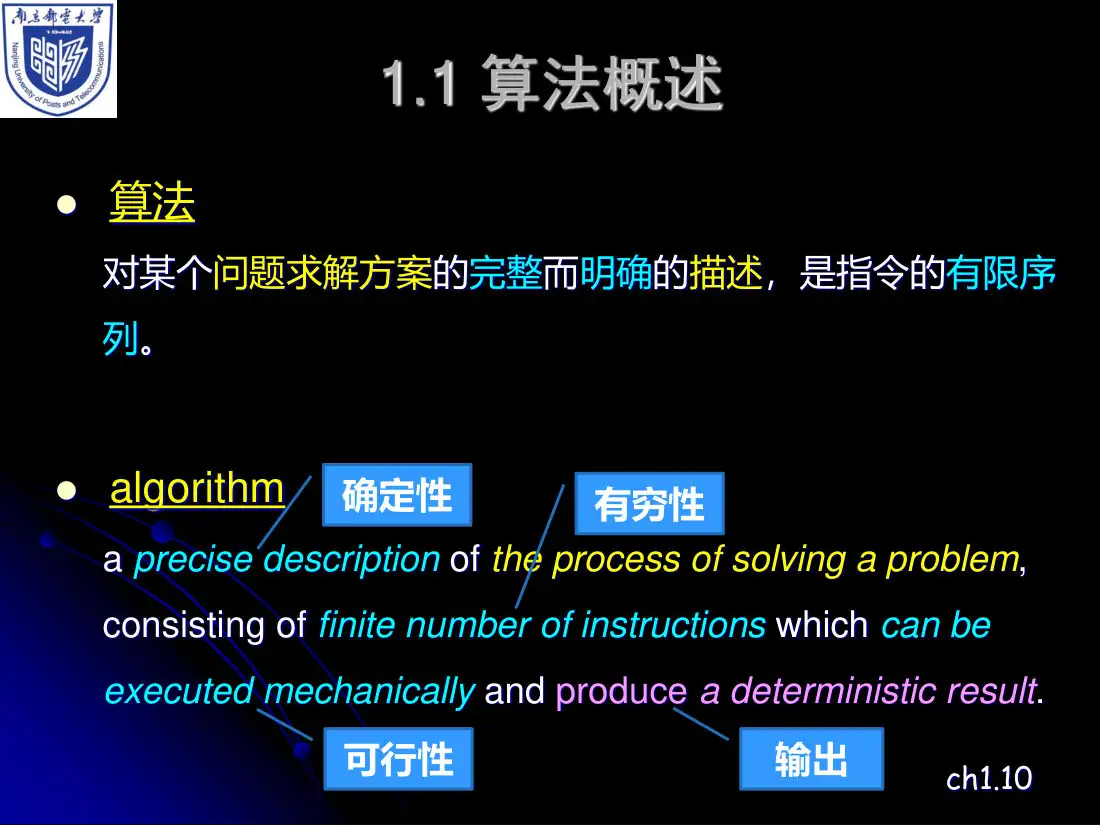 南京邮电大学
1942
Nanjing University of Posts and Telecommunications
1.1 算法概述
算法
对某个问题求解方案的完整而明确的描述，是指令的有限序
列。
algorithm
确定性
有穷性
a precise description of the process of solving a problem,
consisting of finite number of instructions which can be
executed mechanically and produce a deterministic result.
可行性
输出
ch1.10